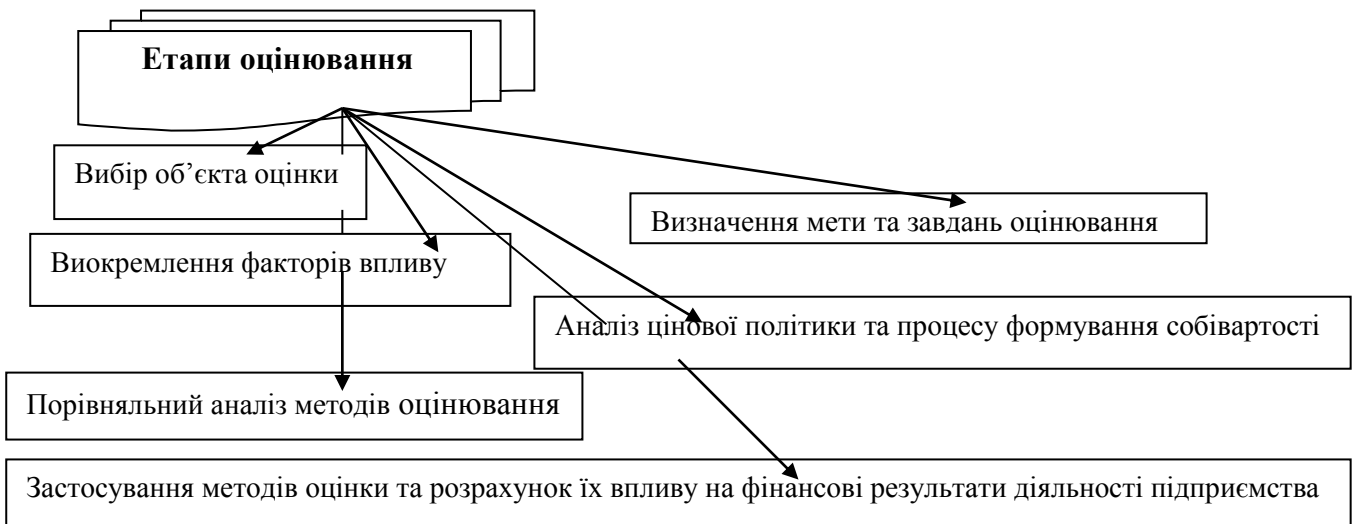 Етапи оцінювання
Вибір об’єкта оцінки
Визначення мети та завдань оцінювання
Виокремлення факторів впливу
Аналіз цінової політики та процесу формування собівартості
Порівняльний аналіз методів оцінювання
Застосування методів оцінки та розрахунок їх впливу на фінансові результати діяльності підприємства